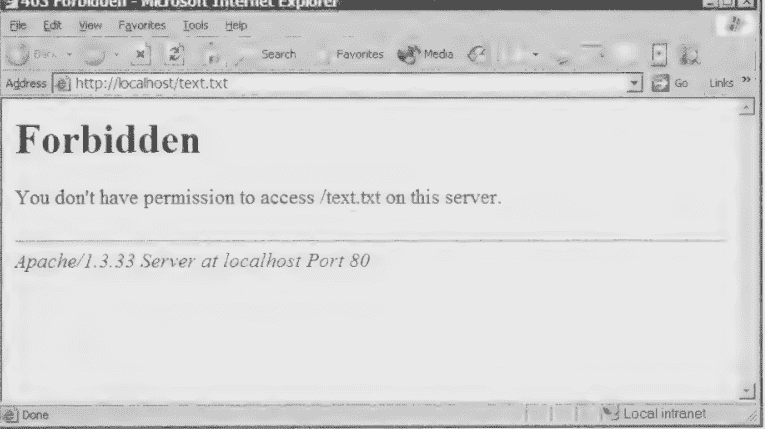 403 Forbidden - Microsoft Internet Explorer
File Edit View Favorites Tools Help
Back Search Favorites Media
Address http://localhost/text.txt Go Links »
Forbidden
You don't have permission to access /text.txt on this server.
Apache/1.3.33 Server at localhost Port 80
Done Local intranet